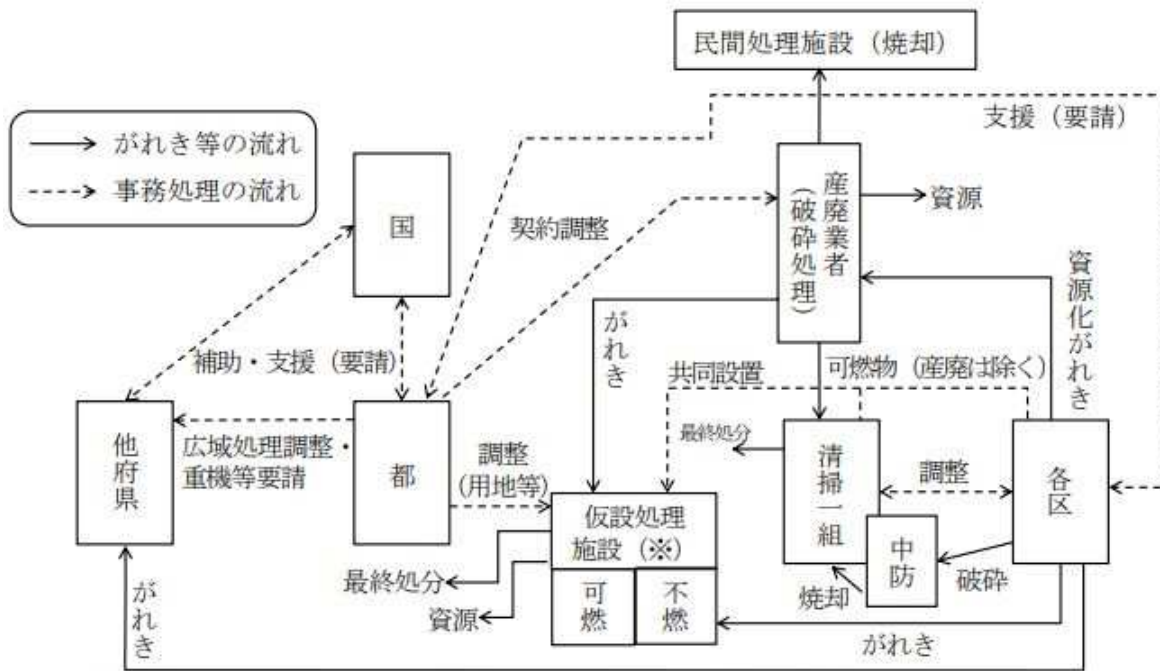 民間処理施設（焼却）
支援（要請）
がれき等の流れ
事務処理の流れ
国
契約調整
産廃業者
（破砕処理）
資源
資源化がれき
がれき
補助・支援（要請）
共同設置
可燃物（産廃は除く）
他府県
広域処理調整・
重機等要請
都
調整
（用地等）
最終処分
清掃一組
調整
各区
仮設処理
施設（※）
中防
最終処分
可燃
不燃
焼却
破砕
資源
がれき
がれき